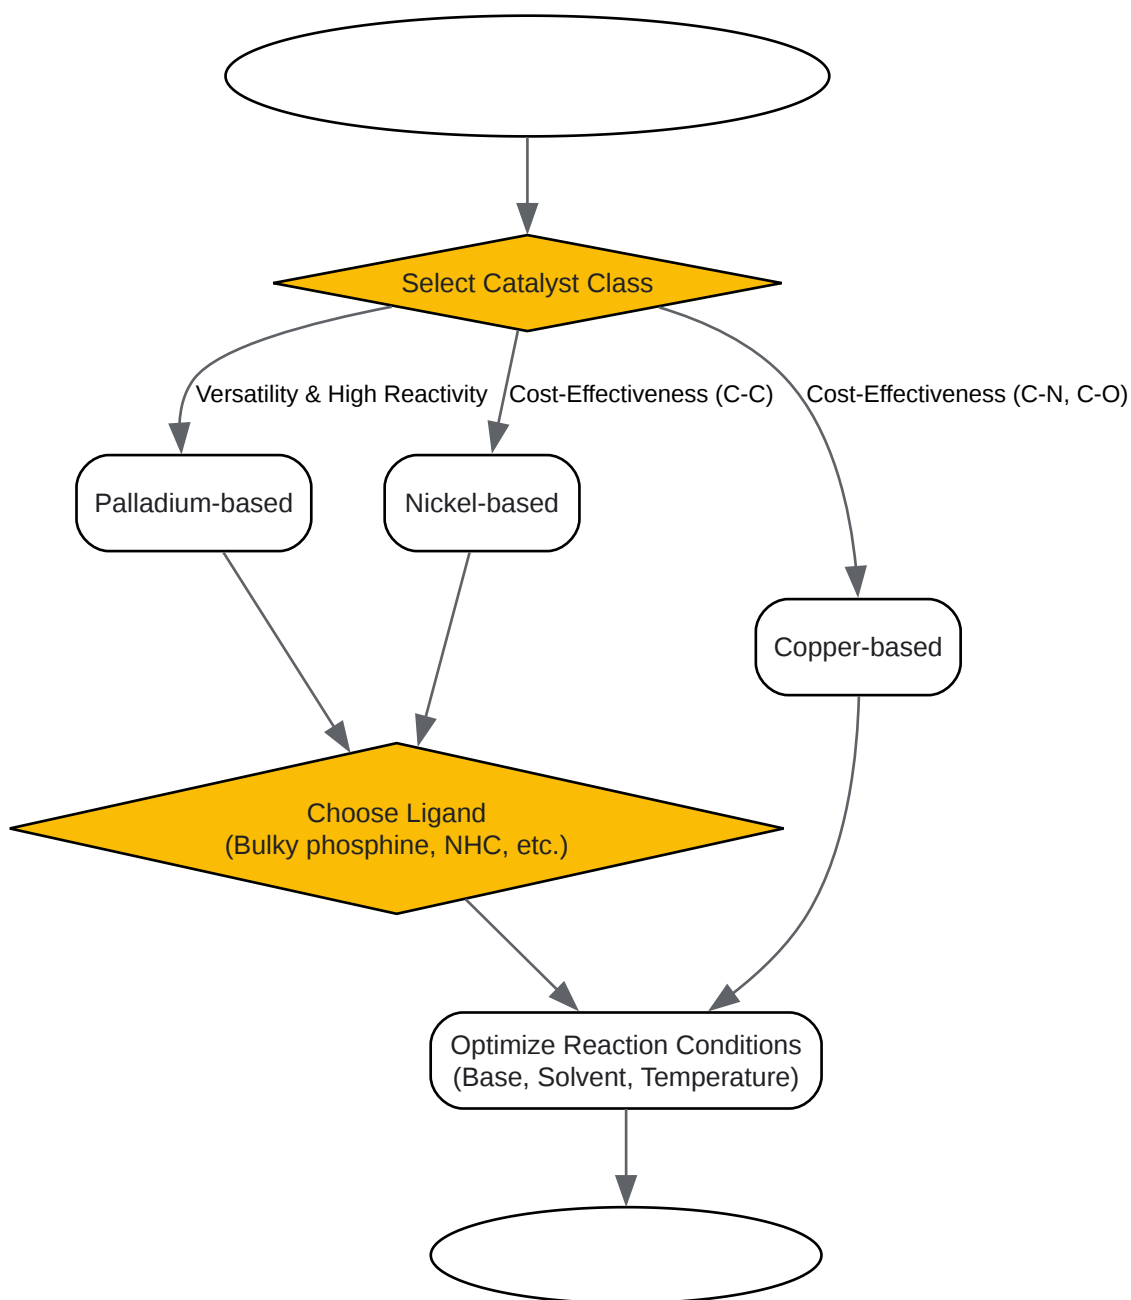 Select Catalyst Class
Versatility & High Reactivity
Cost-Effectiveness (C-C)
Cost-Effectiveness (C-N, C-O)
Palladium-based
Nickel-based
Copper-based
Choose Ligand
(Bulky phosphine, NHC, etc.)
Optimize Reaction Conditions
(Base, Solvent, Temperature)